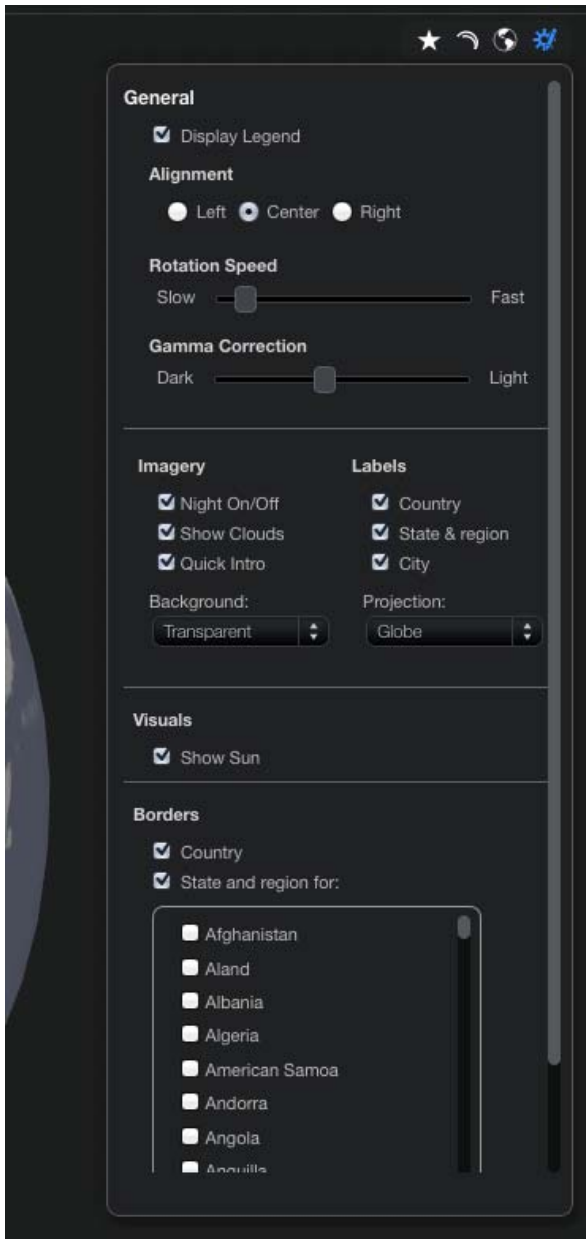 General
Display Legend
Alignment
Left Center Right
Rotation Speed
Slow Fast
Gamma Correction
Dark Light
Imagery Labels
Night On/Off Country
Show Clouds State & region
Quick Intro City
Background: Projection:
Transparent Globe
Visuals
Show Sun
Borders
Country
State and region for:
Afghanistan
Aland
Albania
Algeria
American Samoa
Andorra
Angola
Anguilla